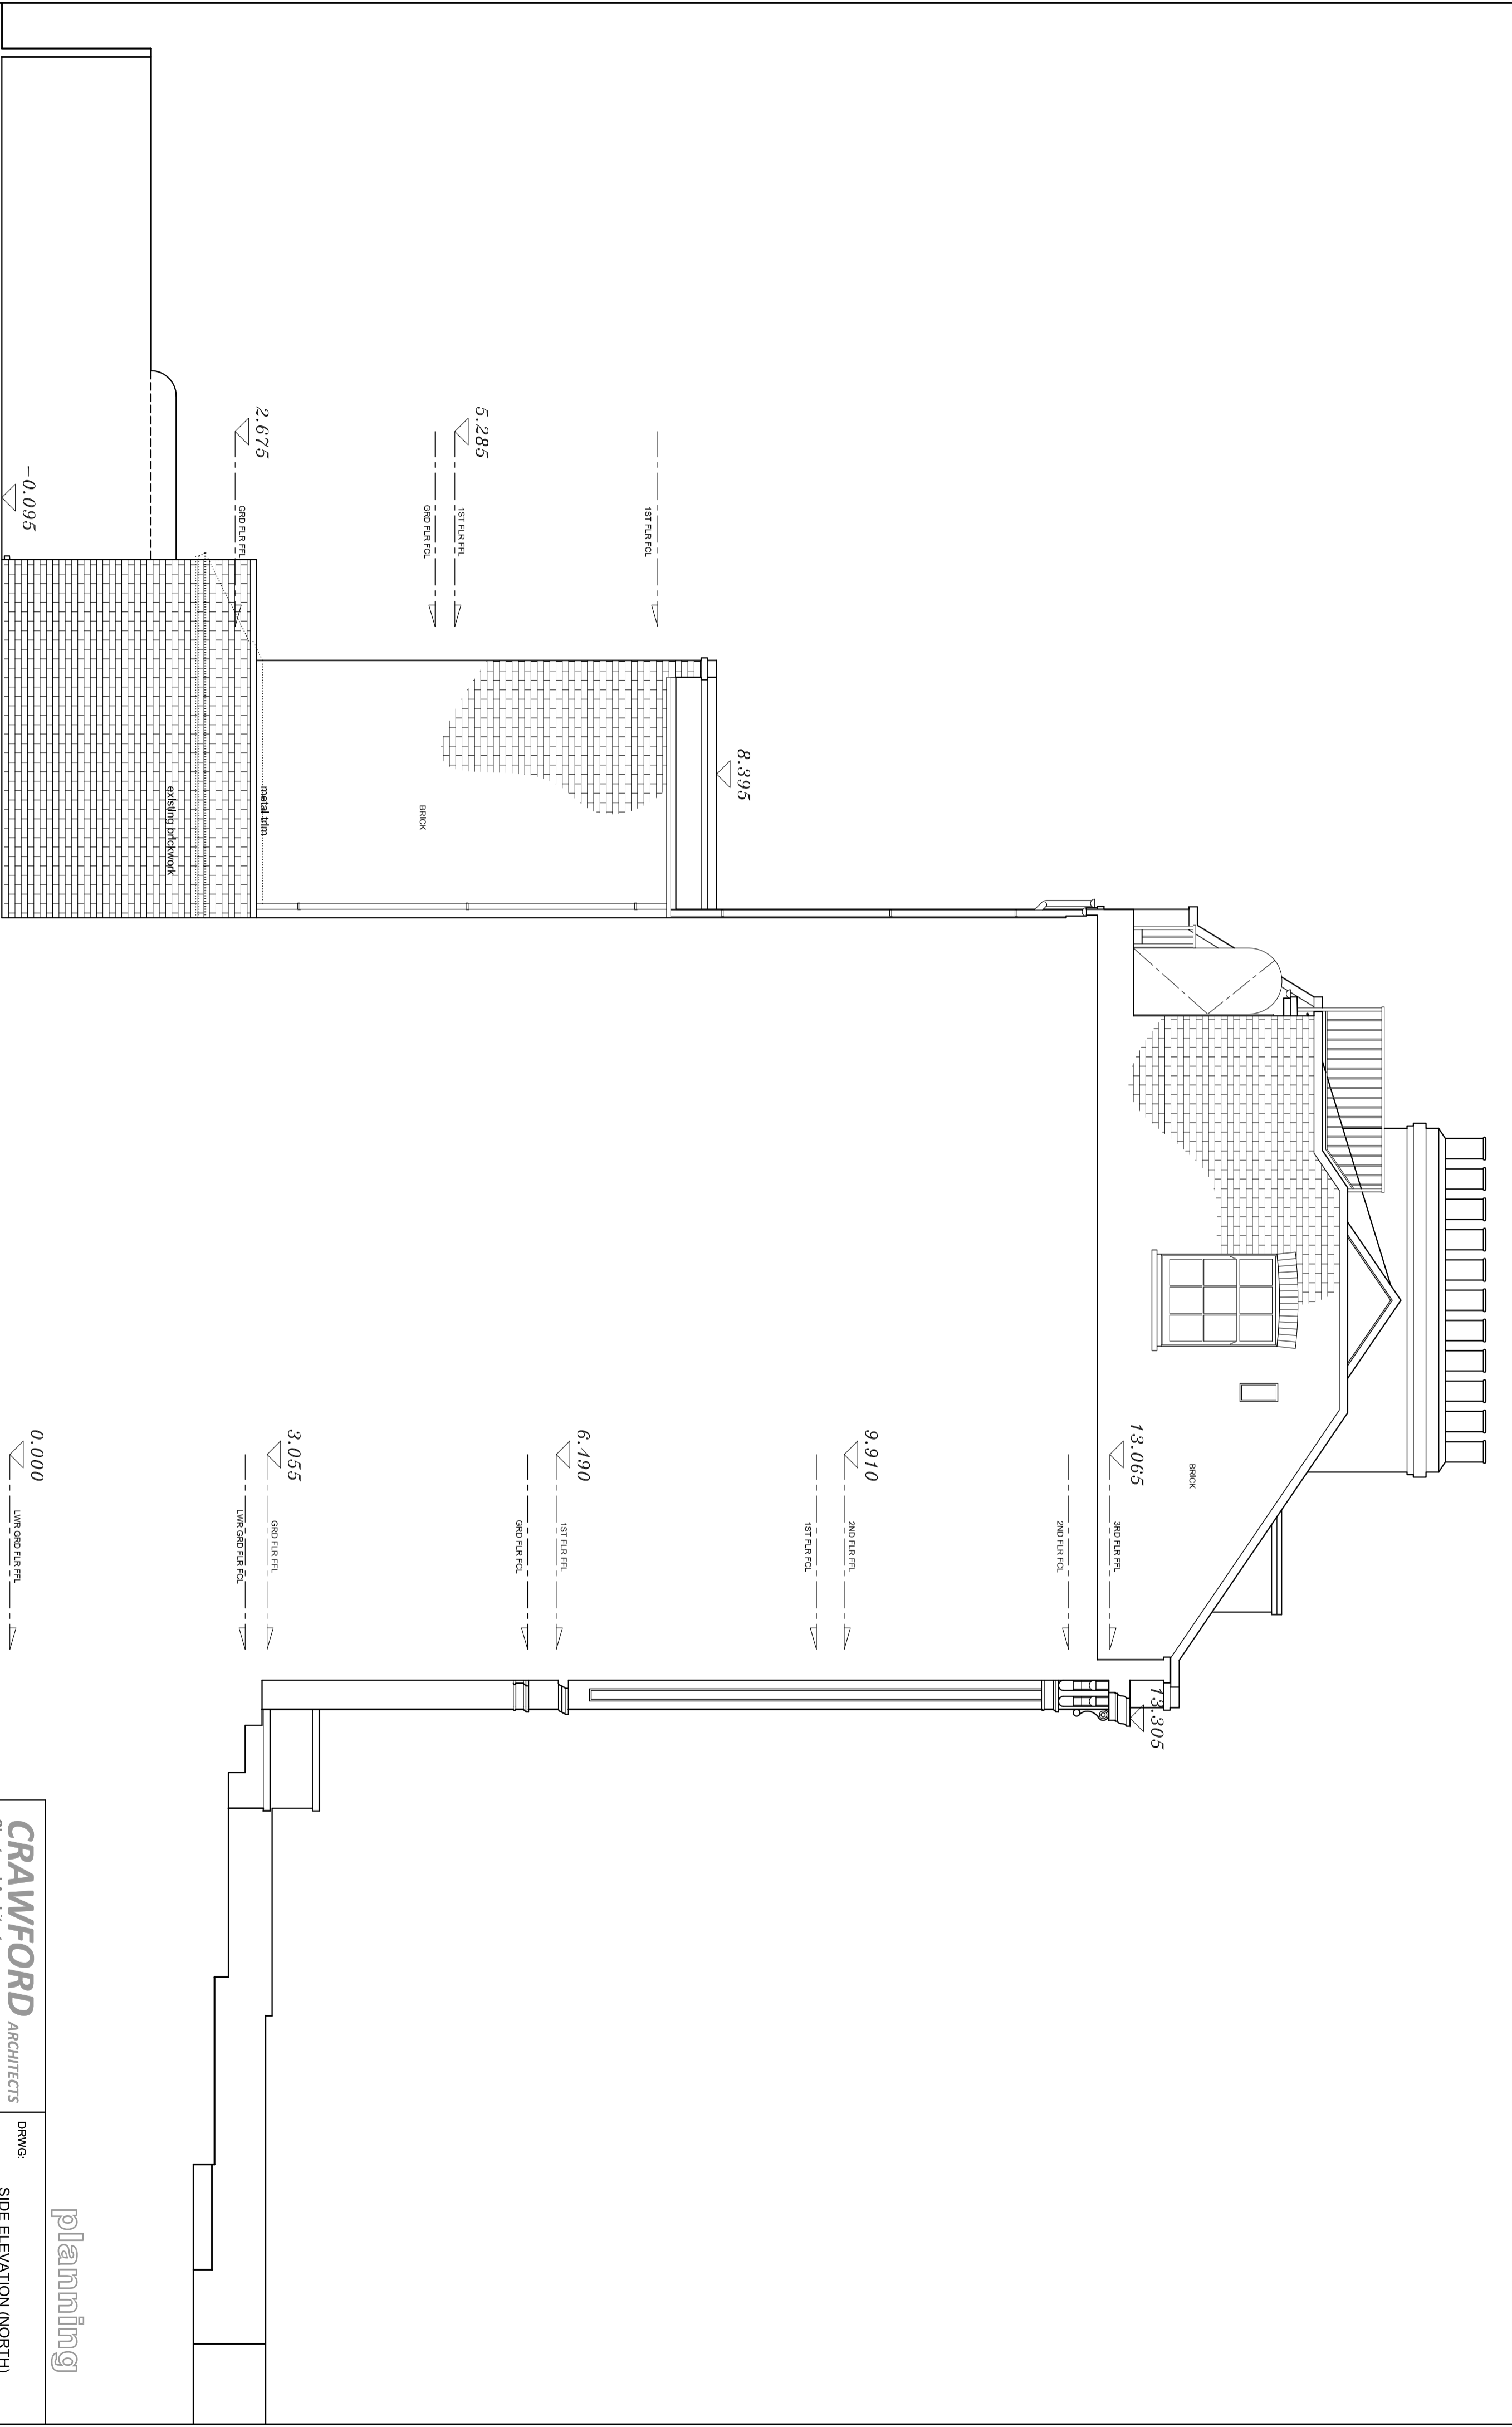 13.305
13.065
3RD FLR FFL
2ND FLR FCL
BRICK
9.910
2ND FLR FFL
1ST FLR FCL
8.395
1ST FLR FCL
6.490
1ST FLR FFL
GRD FLR FCL
5.285
1ST FLR FFL
GRD FLR FCL
BRICK
3.055
GRD FLR FFL
LWR GRD FLR FCL
2.675
GRD FLR FFL
metal trim
existing brickwork
0.000
LWR GRD FLR FFL
-0.095
planning
CRAWFORD ARCHITECTS
DRWG:
SIDE ELEVATION (NORTH)